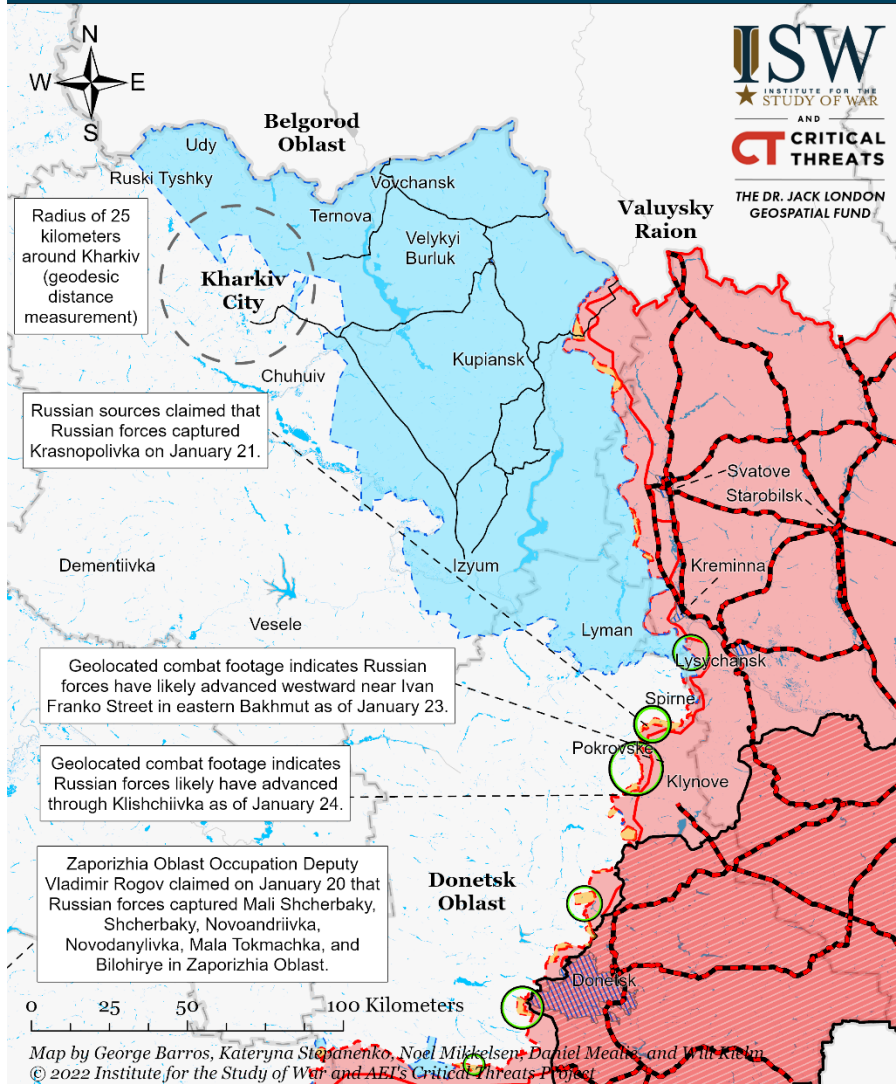 N
W E
S
ISW
INSTITUTE FOR THE
STUDY OF WAR
AND
CT CRITICAL
THREATS
THE DR. JACK LONDON
GEOSPATIAL FUND
Belgorod
Oblast
Udy
Ruski Tyshky
Vovchansk
Ternova
Valuysky
Raion
Radius of 25
kilometers
around Kharkiv
(geodesic
distance
measurement)
Velykyi
Burluk
Kharkiv
City
Kupiansk
Chuhuiv
Russian sources claimed that
Russian forces captured
Krasnopolivka on January 21.
Svatove
Starobilsk
Dementiivka
Izyum
Kreminna
Vesele
Lyman
Lysychansk
Geolocated combat footage indicates Russian
forces have likely advanced westward near Ivan
Franko Street in eastern Bakhmut as of January 23.
Spirne
Pokrovske
Klynove
Geolocated combat footage indicates
Russian forces likely have advanced
through Klishchiivka as of January 24.
Zaporizhia Oblast Occupation Deputy
Vladimir Rogov claimed on January 20 that
Russian forces captured Mali Shcherbaky,
Shcherbaky, Novoandriivka,
Novodanylivka, Mala Tokmachka, and
Bilohirye in Zaporizhia Oblast.
Donetsk
Oblast
Donetsk
0 25 50 100 Kilometers
Map by George Barros, Kateryna Stepanenko, Noel Mikkelsen, Daniel Mealie, and Will Kielm
© 2022 Institute for the Study of War and AEI's Critical Threats Project